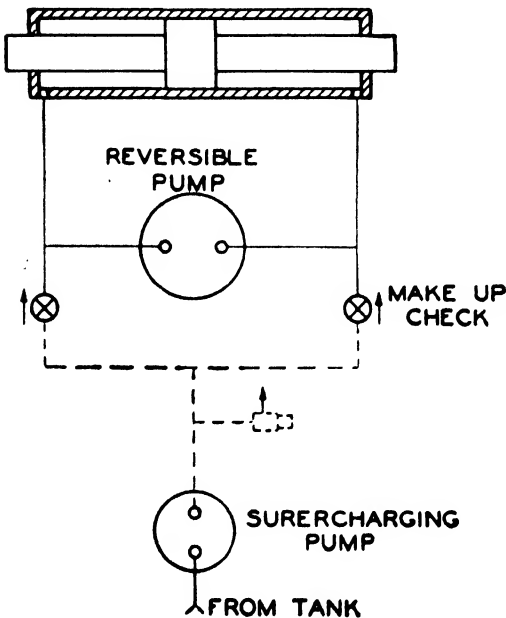 REVERSIBLE
PUMP
MAKE UP
CHECK
SURERCHARGING
PUMP
FROM TANK